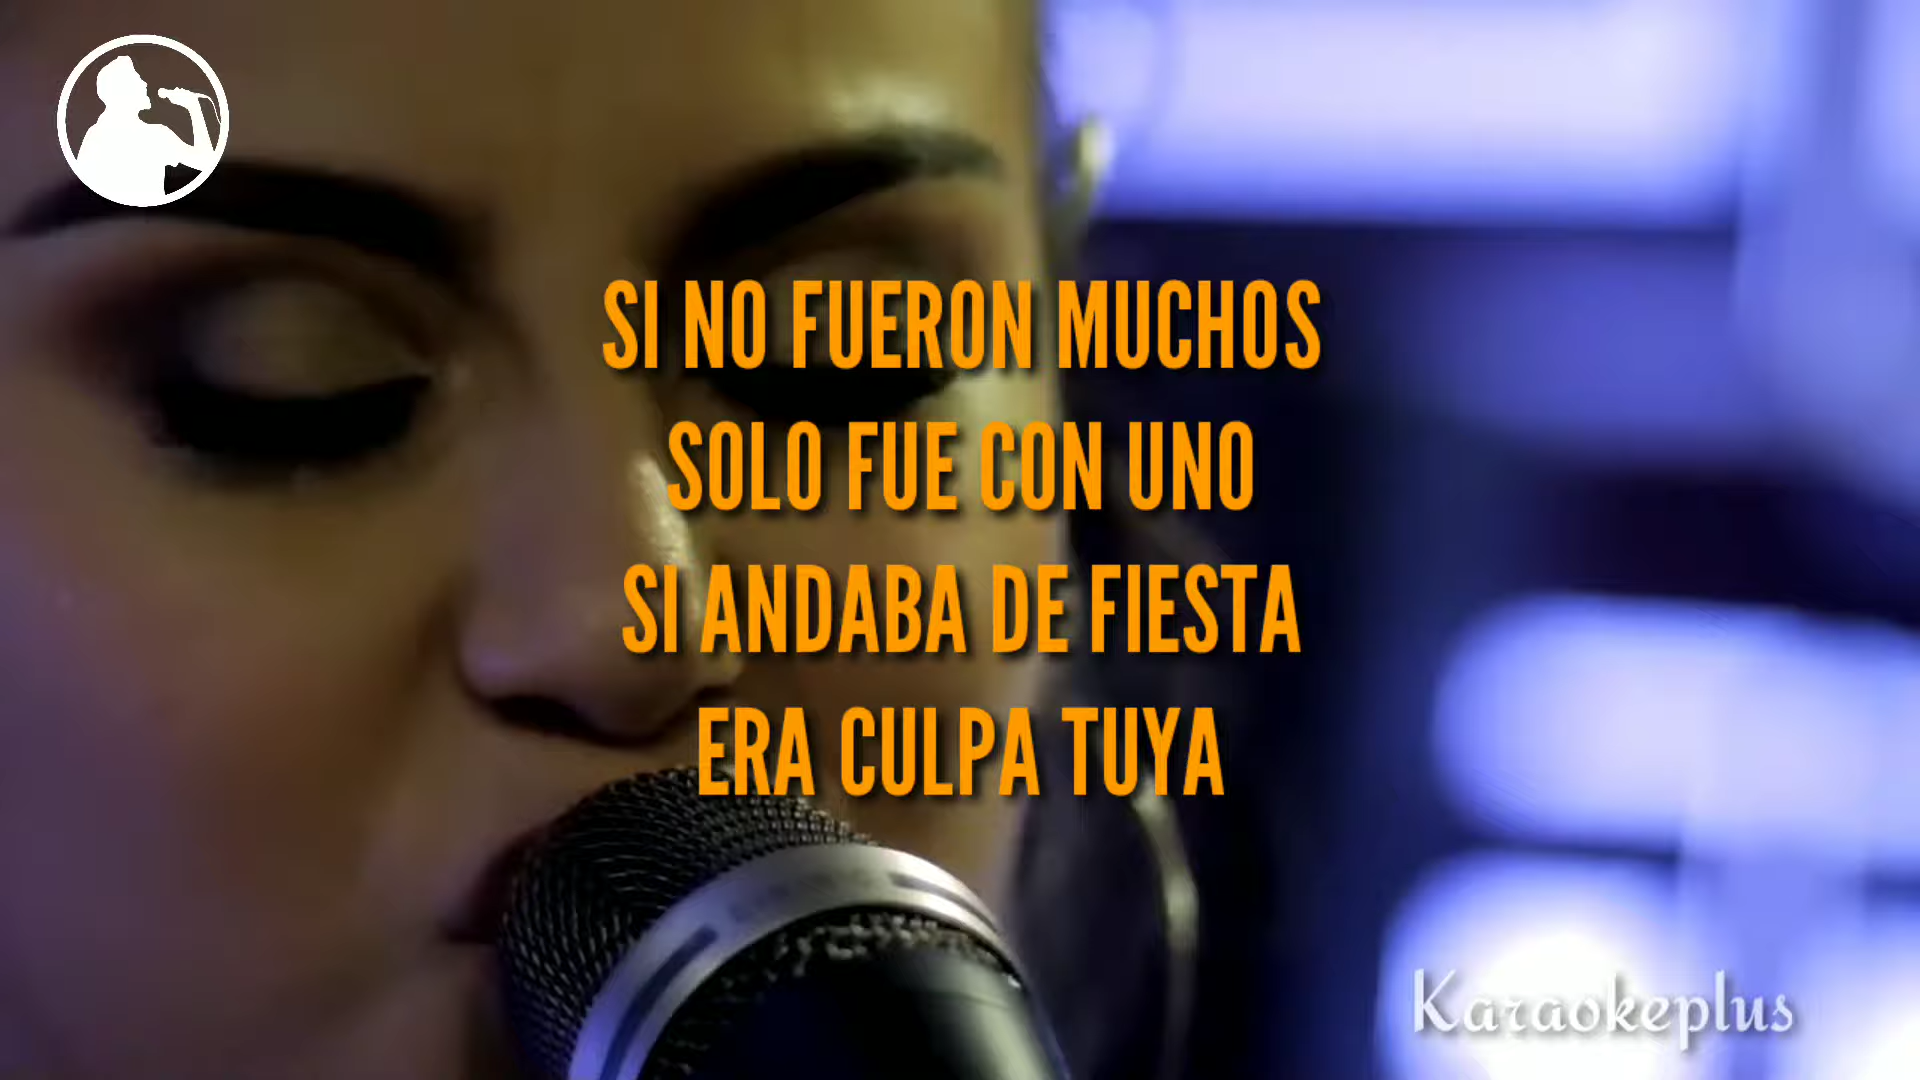 SI NO FUERON MUCHOS
SOLO FUE CON UNO
SI ANDABA DE FIESTA
ERA CULPA TUYA
Karaokeplus